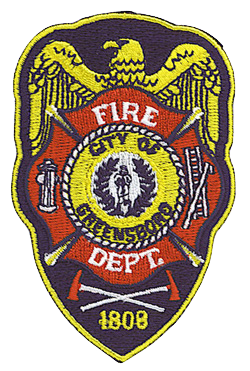 FIRE
CITY OF
GREENSBORO
DEPT.
1808